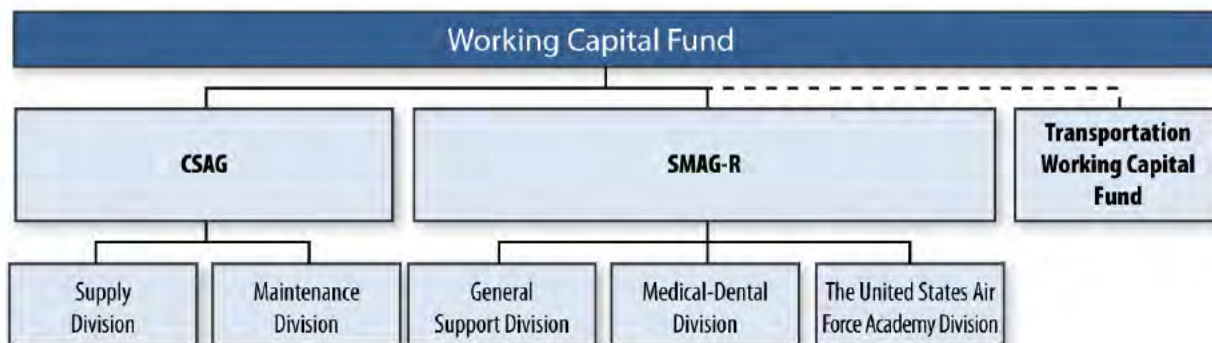 Working Capital Fund
CSAG
SMAG-R
Transportation
Working Capital
Fund
Supply
Division
Maintenance
Division
General
Support Division
Medical-Dental
Division
The United States Air
Force Academy Division